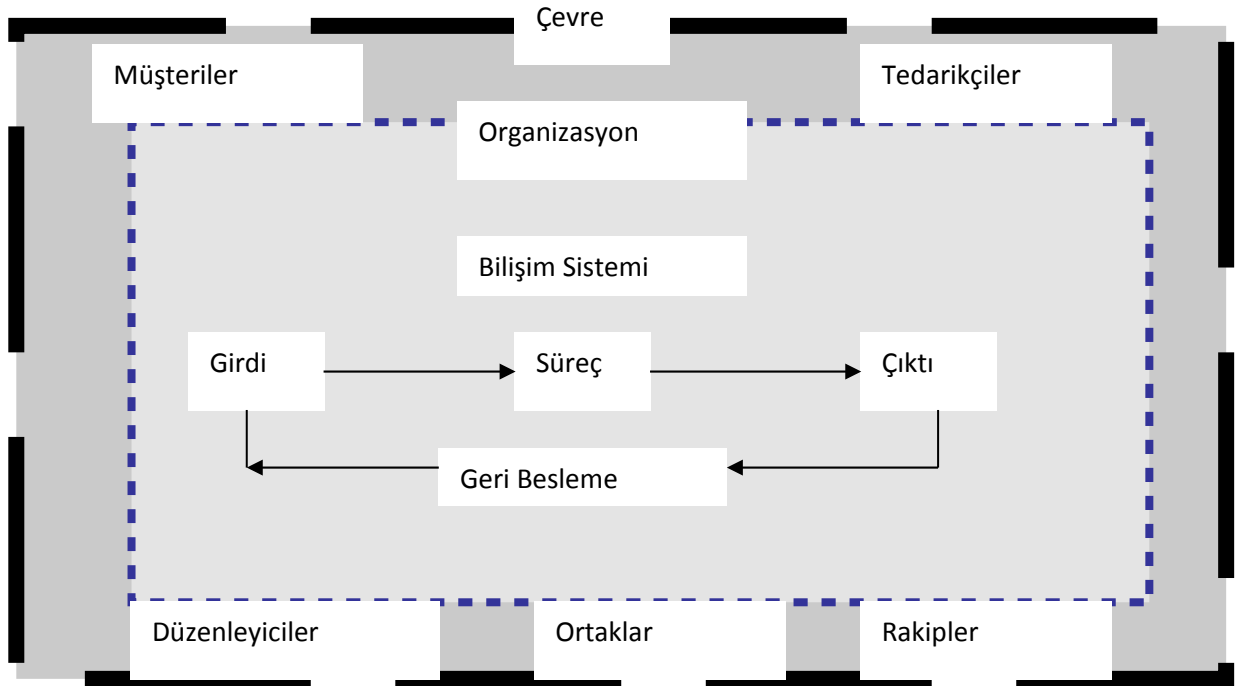 Çevre
Müşteriler
Tedarikçiler
Organizasyon
Bilişim Sistemi
Girdi
Süreç
Çıktı
Geri Besleme
Düzenleyiciler
Ortaklar
Rakipler